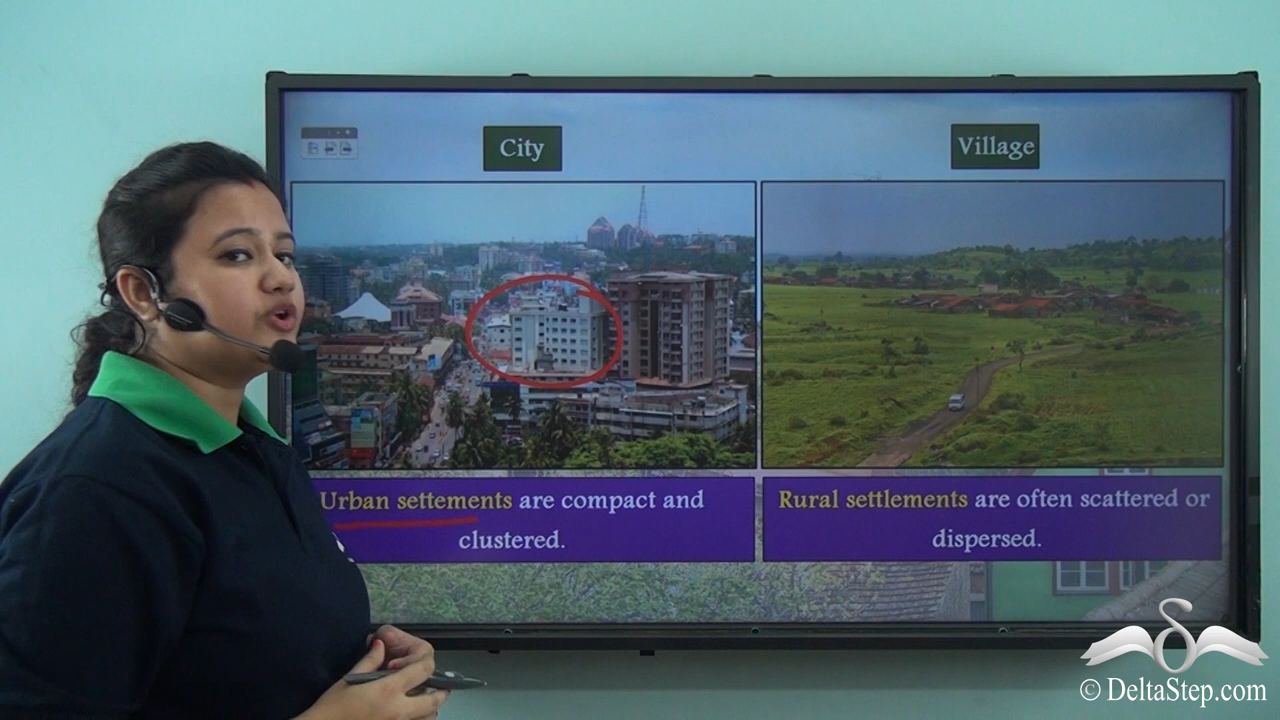 City
Village
Urban settements are compact and
clustered.
Rural settlements are often scattered or
dispersed.
© DeltaStep.com